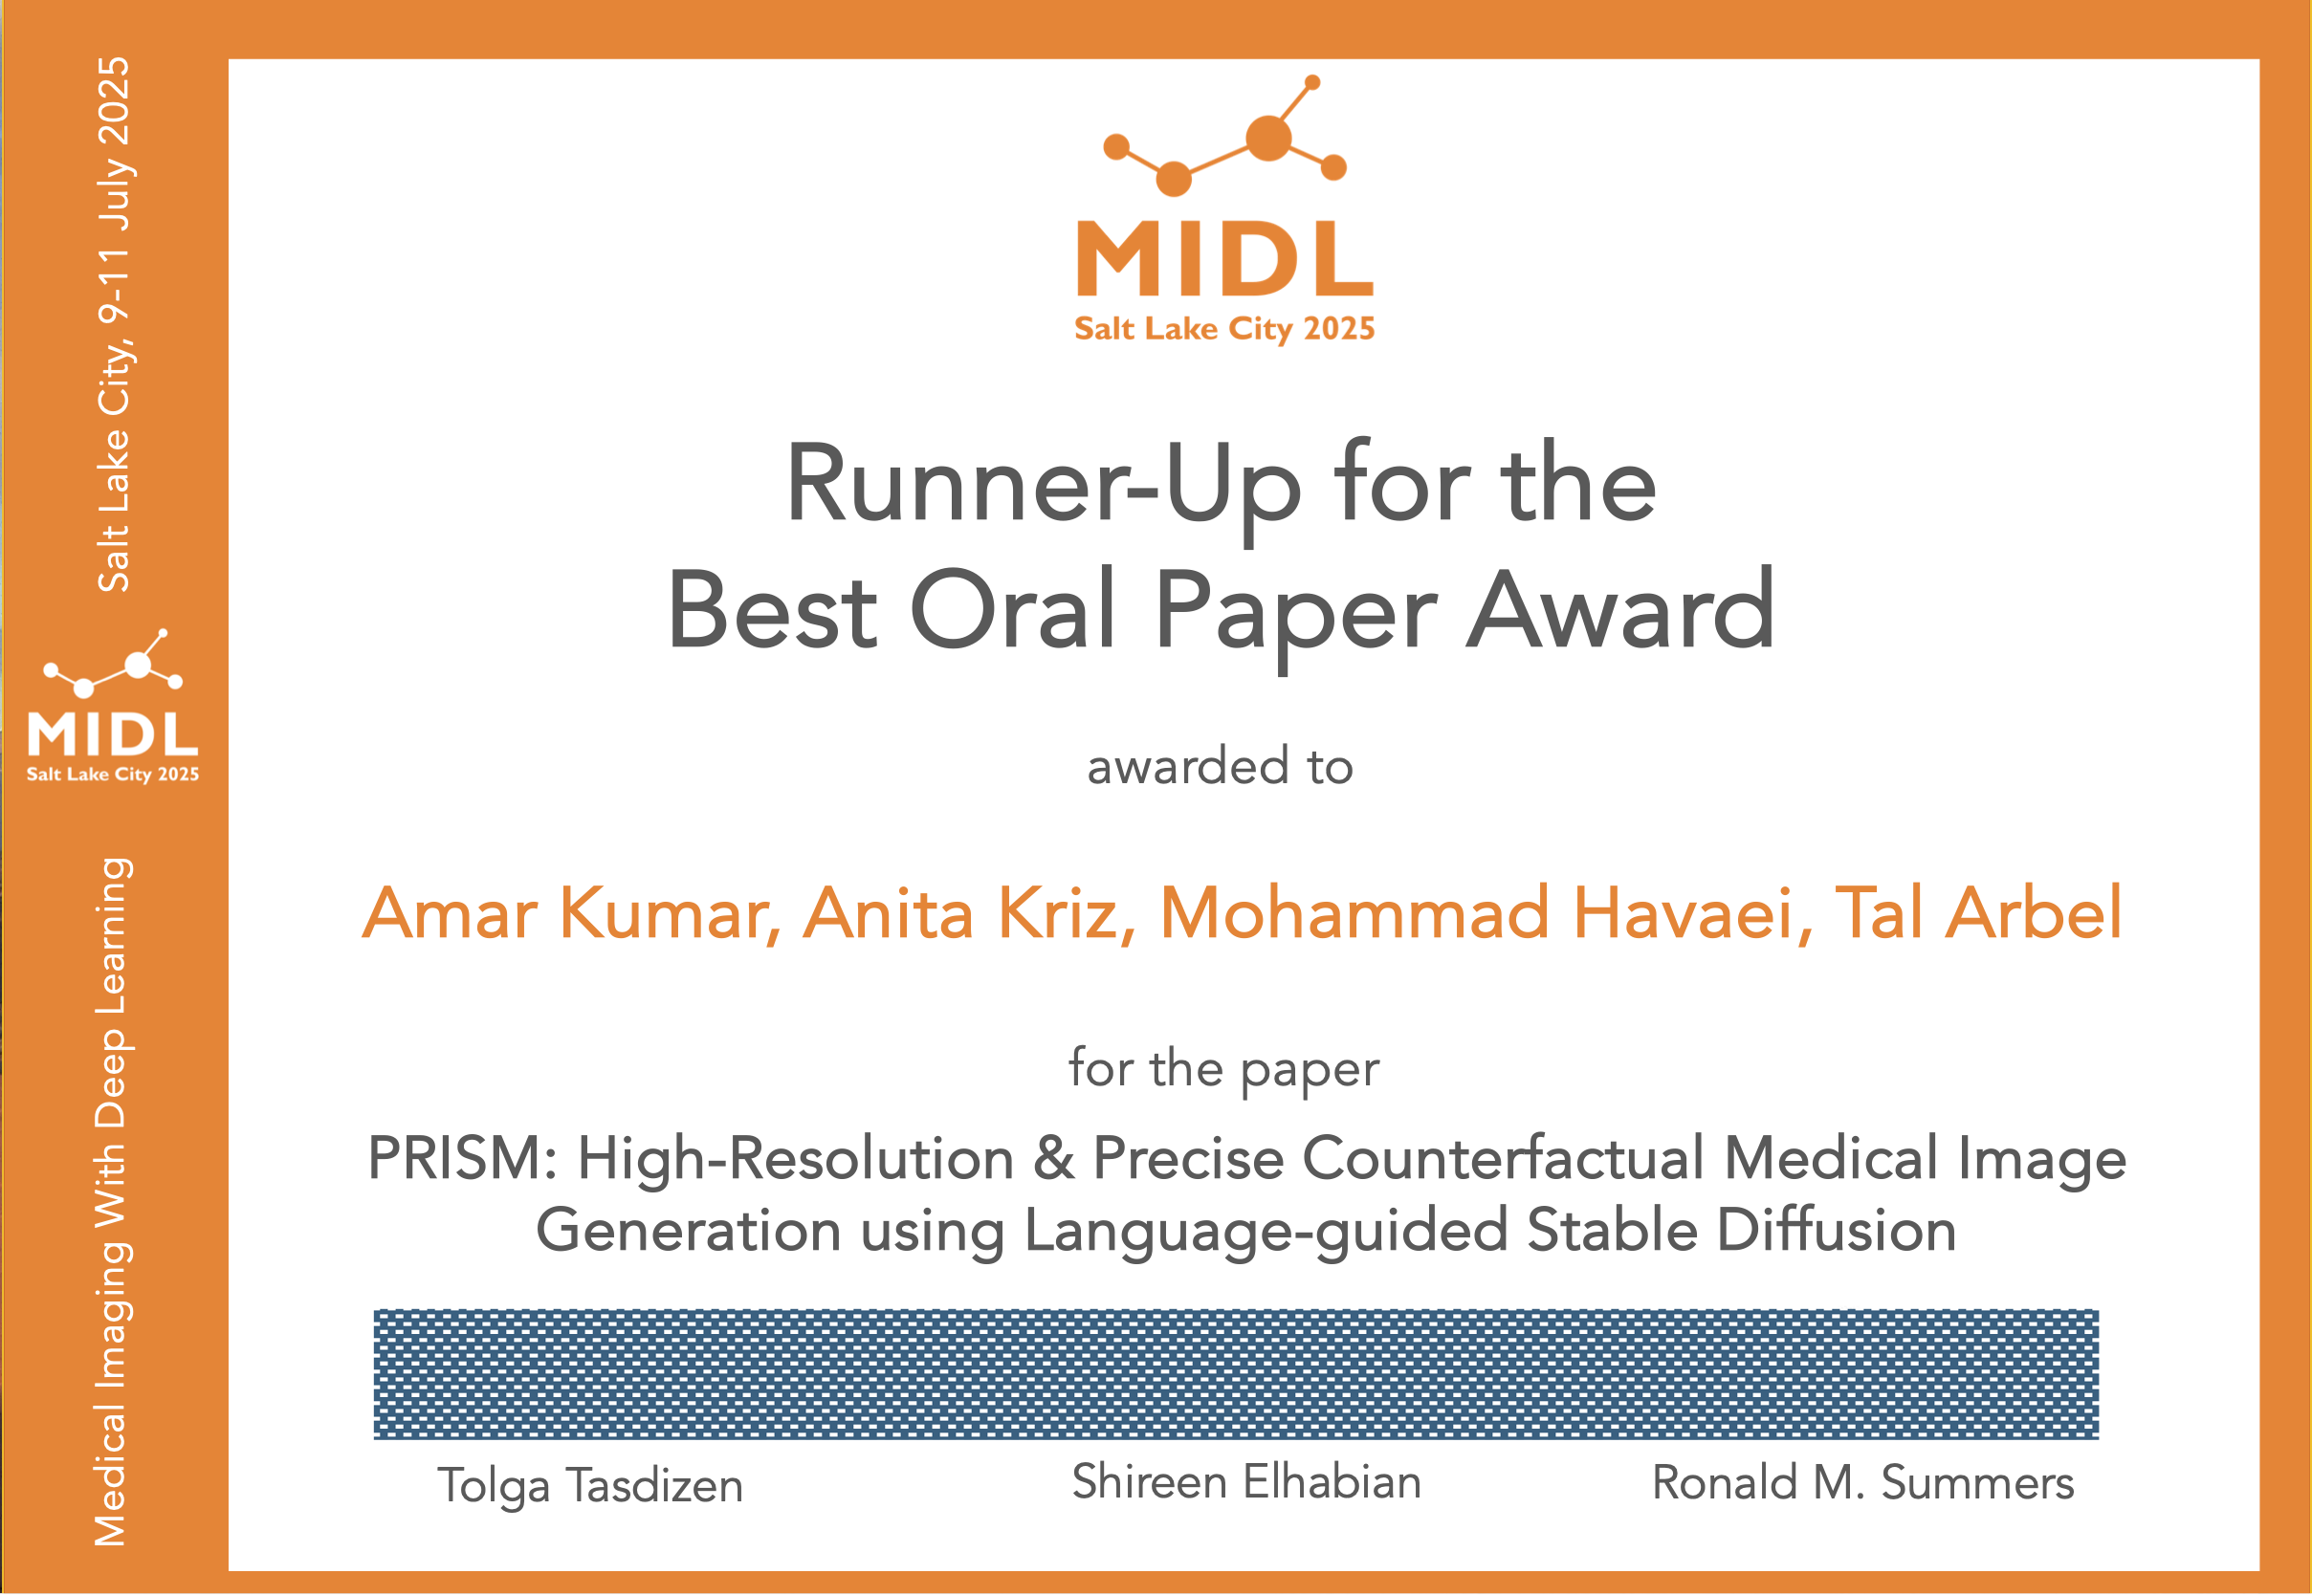 Salt Lake City, 9-11 July 2025
MIDL
Salt Lake City 2025
Medical Imaging With Deep Learning
MIDL
Salt Lake City 2025
Runner-Up for the
Best Oral Paper Award
awarded to
Amar Kumar, Anita Kriz, Mohammad Havaei, Tal Arbel
for the paper
PRISM: High-Resolution & Precise Counterfactual Medical Image
Generation using Language-guided Stable Diffusion
Tolga Tasdizen
Shireen Elhabian
Ronald M. Summers